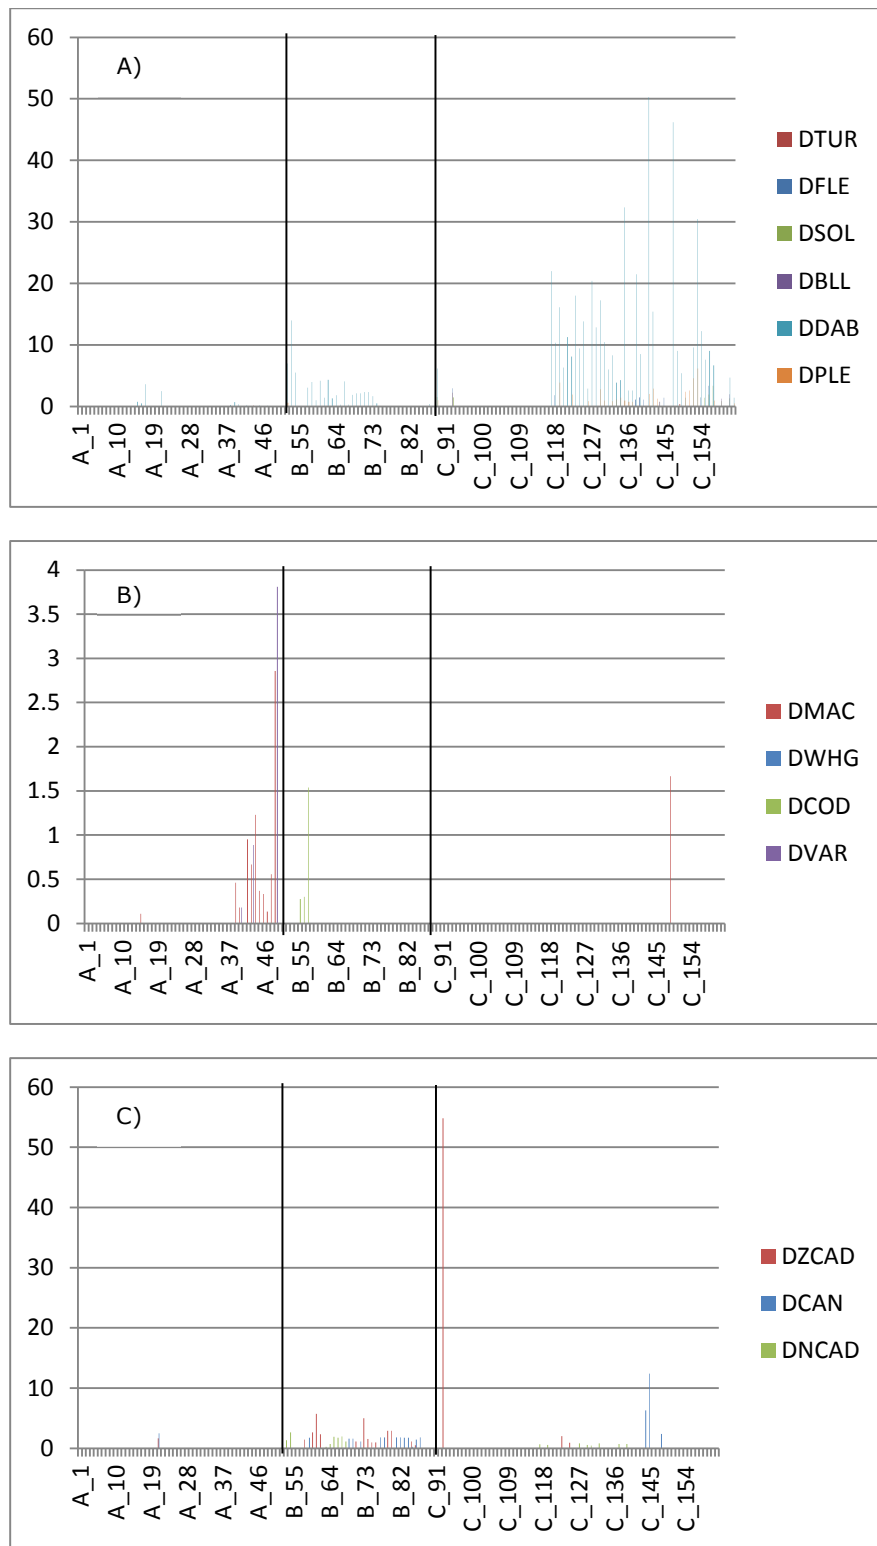 60
50
40
30
20
10
0
A)
A_1
A_10
A_19
A_28
A_37
A_46
B_55
B_64
B_73
B_82
C_91
C_100
C_109
C_118
C_127
C_136
C_145
C_154
DTUR
DFLE
DSOL
DBLL
DDAB
DPLE
4
3.5
3
2.5
2
1.5
1
0.5
0
B)
A_1
A_10
A_19
A_28
A_37
A_46
B_55
B_64
B_73
B_82
C_91
C_100
C_109
C_118
C_127
C_136
C_145
C_154
DMAC
DWHG
DCOD
DVAR
60
50
40
30
20
10
0
C)
A_1
A_10
A_19
A_28
A_37
A_46
B_55
B_64
B_73
B_82
C_91
C_100
C_109
C_118
C_127
C_136
C_145
C_154
DZCAD
DCAN
DNCAD